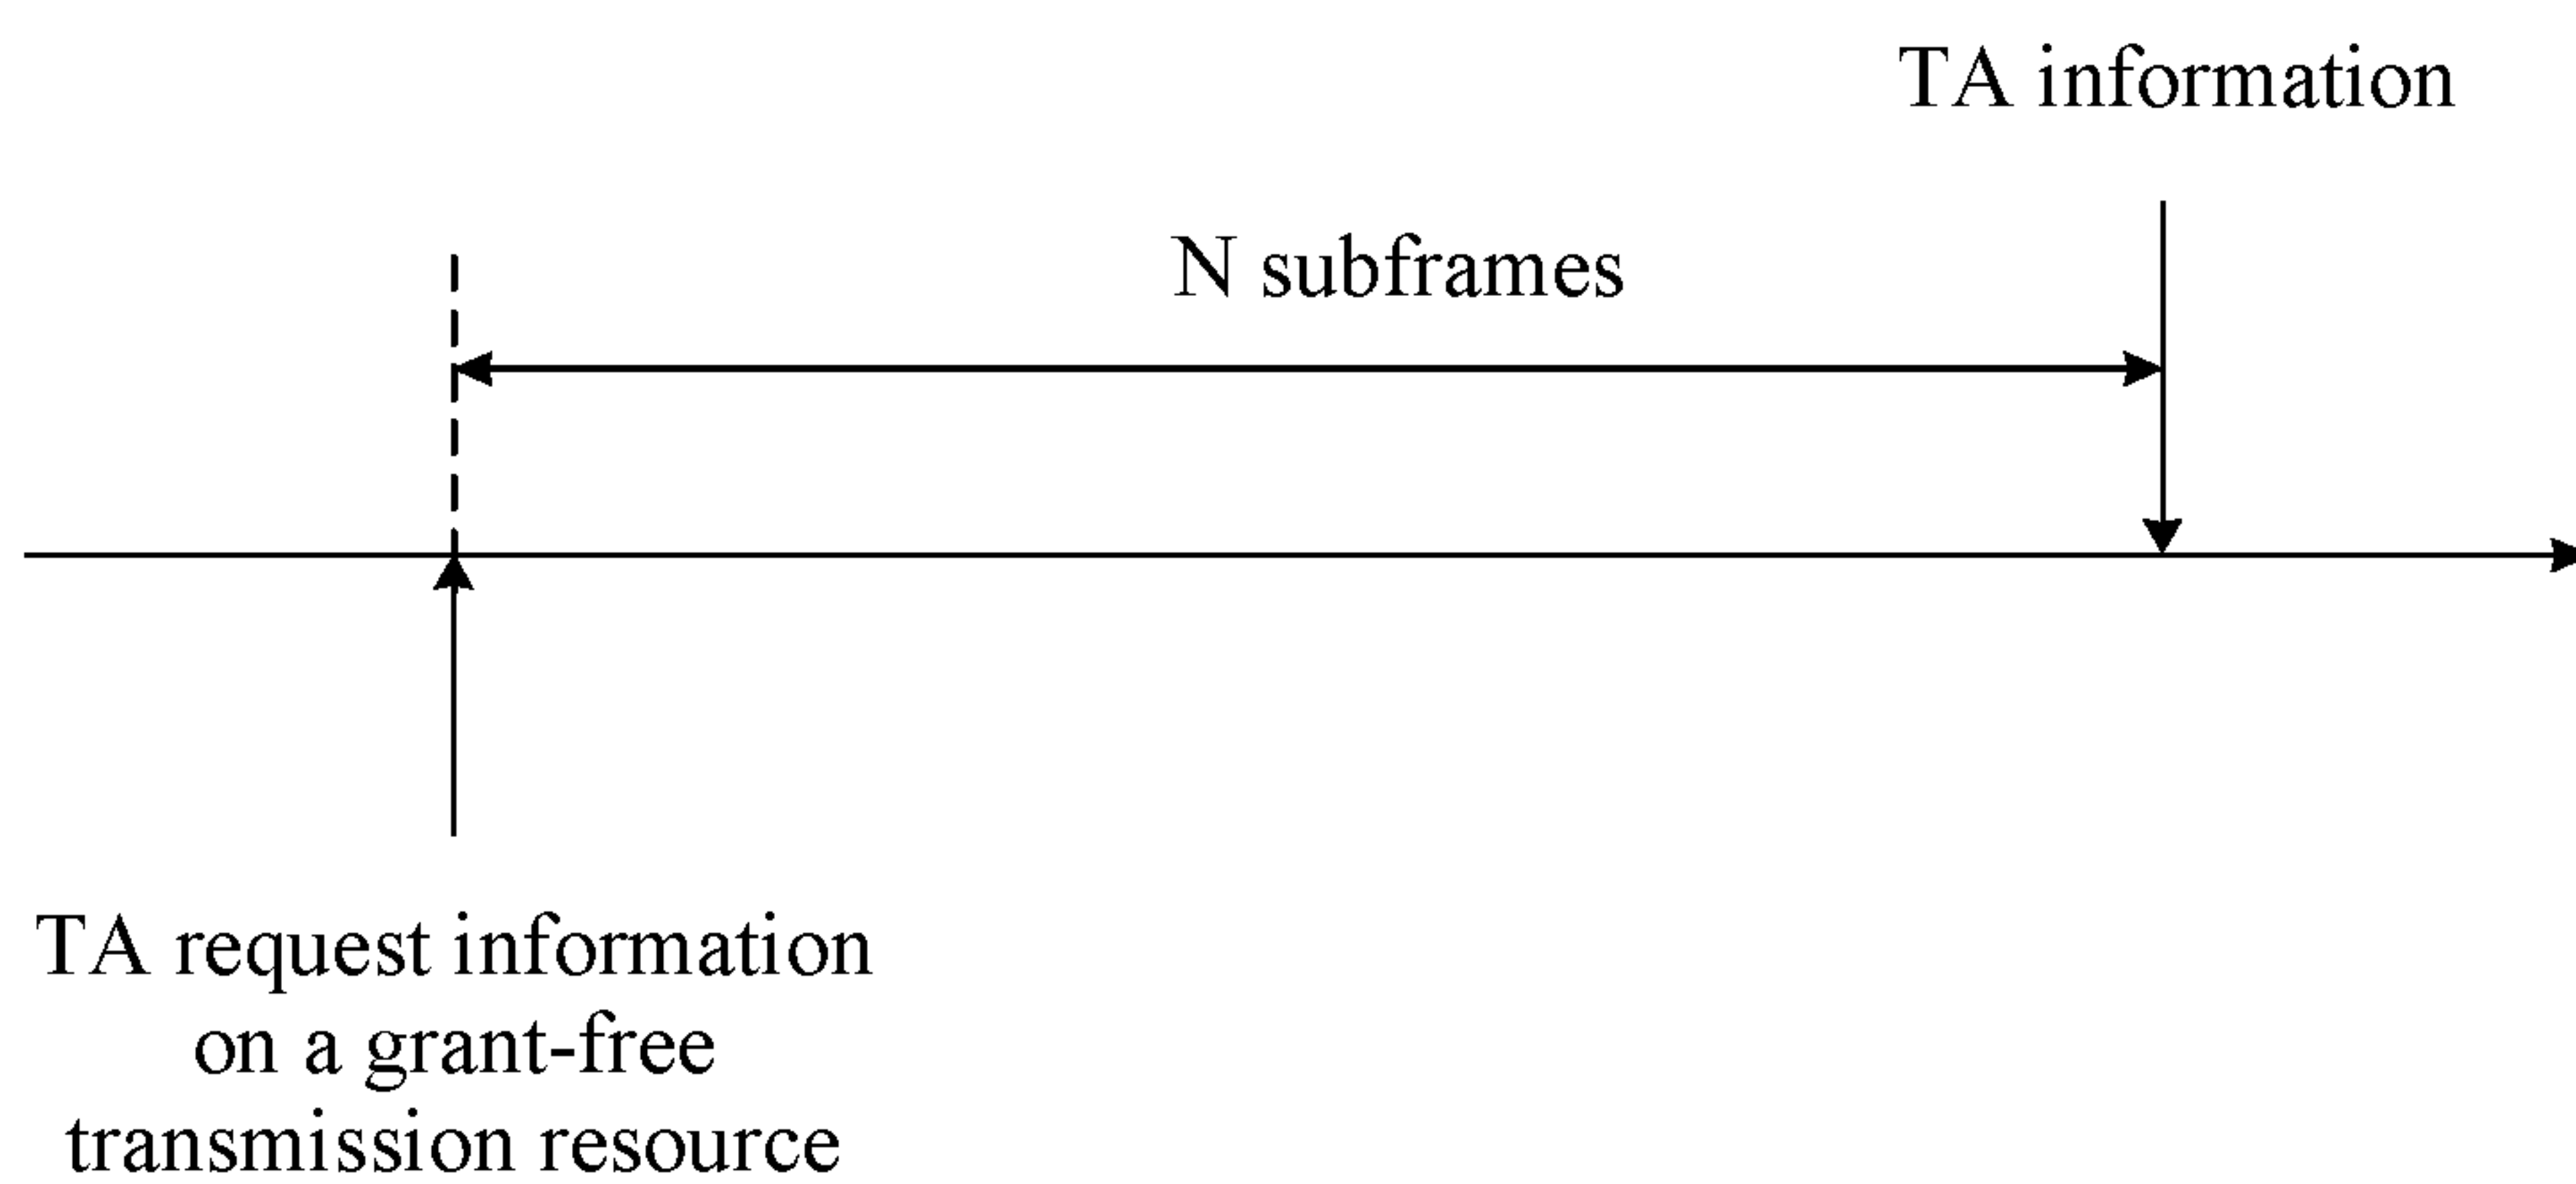 TA information
N subframes
TA request information
on a grant-free
transmission resource